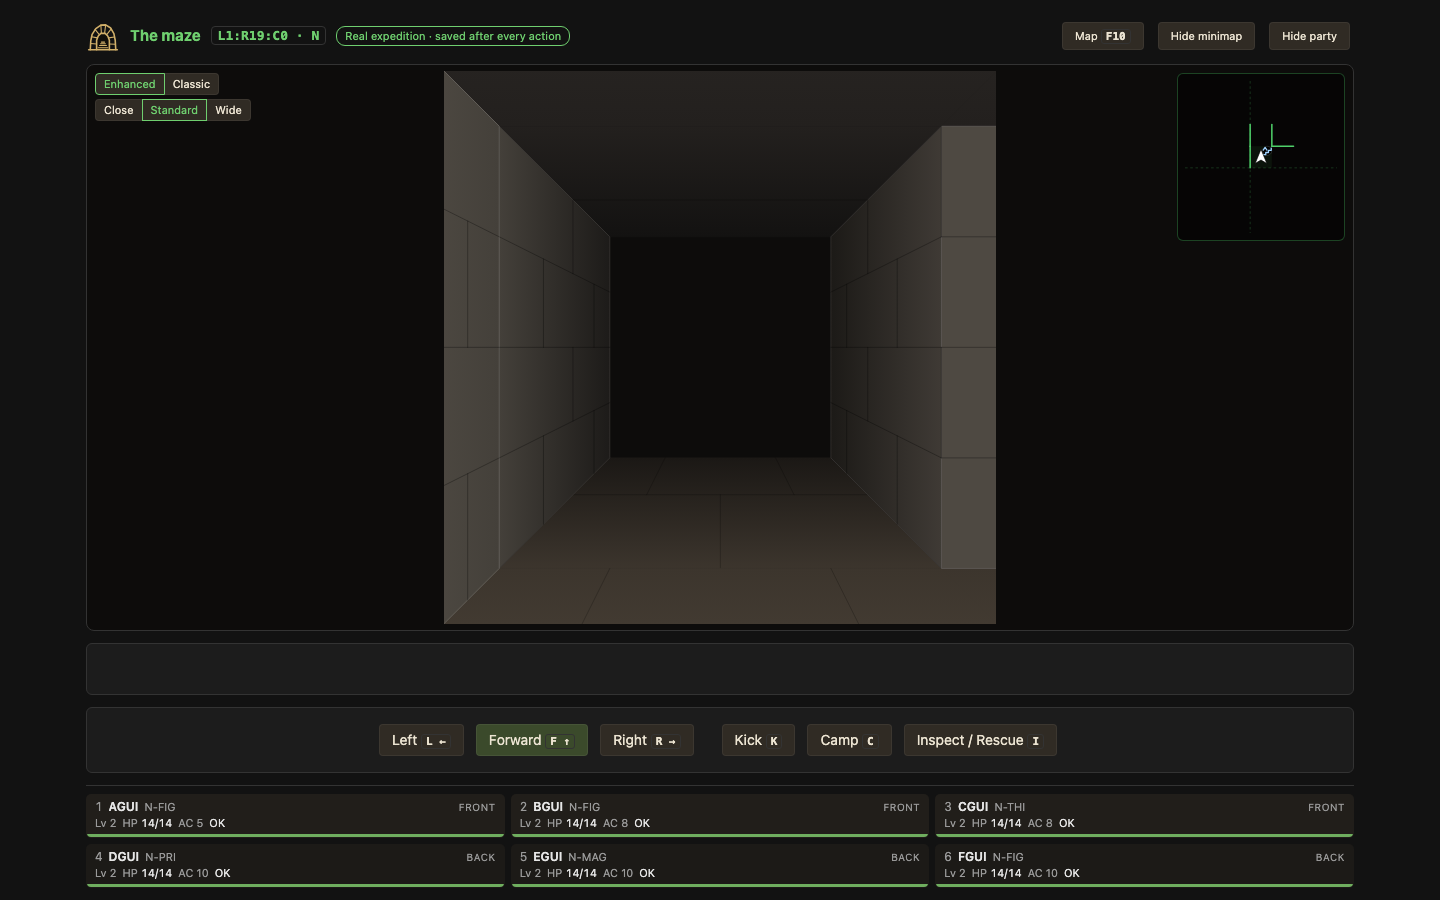 The maze
L1:R19:C0 · N
Real expedition · saved after every action
Map F10
Hide minimap
Hide party
Enhanced Classic
Close Standard Wide
Left L ←
Forward F ↑
Right R →
Kick K
Camp C
Inspect / Rescue I
1 AGUI N-FIG FRONT
Lv 2 HP 14/14 AC 5 OK
2 BGUI N-FIG FRONT
Lv 2 HP 14/14 AC 8 OK
3 CGUI N-THI FRONT
Lv 2 HP 14/14 AC 8 OK
4 DGUI N-PRI BACK
Lv 2 HP 14/14 AC 10 OK
5 EGUI N-MAG BACK
Lv 2 HP 14/14 AC 10 OK
6 FGUI N-FIG BACK
Lv 2 HP 14/14 AC 10 OK